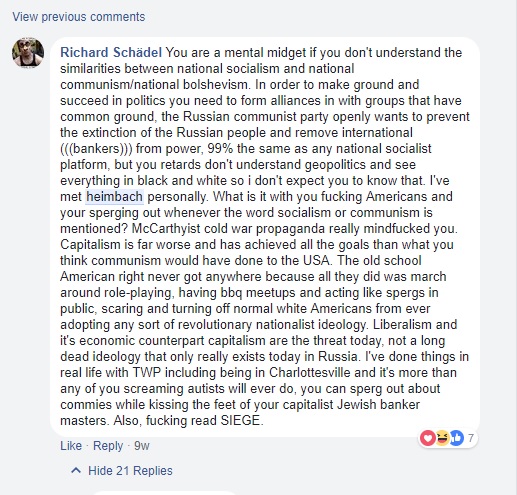 View previous comments
Richard Schädel You are a mental midget if you don't understand the
similarities between national socialism and national
communism/national bolshevism. In order to make ground and
succeed in politics you need to form alliances in with groups that have
common ground, the Russian communist party openly wants to prevent
the extinction of the Russian people and remove international
(((bankers))) from power, 99% the same as any national socialist
platform, but you retards don't understand geopolitics and see
everything in black and white so i don't expect you to know that. I've
met heimbach personally. What is it with you fucking Americans and
your sperging out whenever the word socialism or communism is
mentioned? McCarthyist cold war propaganda really mindfucked you.
Capitalism is far worse and has achieved all the goals than what you
think communism would have done to the USA. The old school
American right never got anywhere because all they did was march
around role-playing, having bbq meetups and acting like spergs in
public, scaring and turning off normal white Americans from ever
adopting any sort of revolutionary nationalist ideology. Liberalism and
it's economic counterpart capitalism are the threat today, not a long
dead ideology that only really exists today in Russia. I've done things in
real life with TWP including being in Charlottesville and it's more than
any of you screaming autists will ever do, you can sperg out about
commies while kissing the feet of your capitalist Jewish banker
masters. Also, fucking read SIEGE.
7
Like · Reply · 9w
Hide 21 Replies